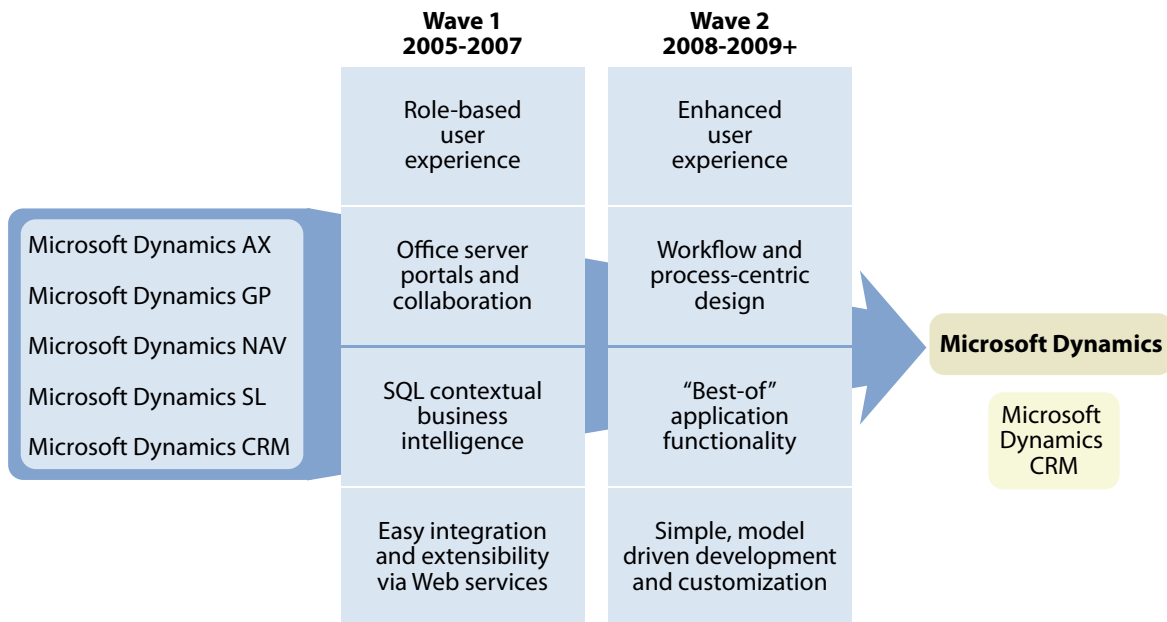 Wave 1
2005-2007
Wave 2
2008-2009+
Microsoft Dynamics AX
Microsoft Dynamics GP
Microsoft Dynamics NAV
Microsoft Dynamics SL
Microsoft Dynamics CRM
Role-based
user
experience
Office server
portals and
collaboration
SQL contextual
business
intelligence
Easy integration
and extensibility
via Web services
Enhanced
user
experience
Workflow and
process-centric
design
“Best-of”
application
functionality
Simple, model
driven development
and customization
Microsoft Dynamics
Microsoft
Dynamics
CRM